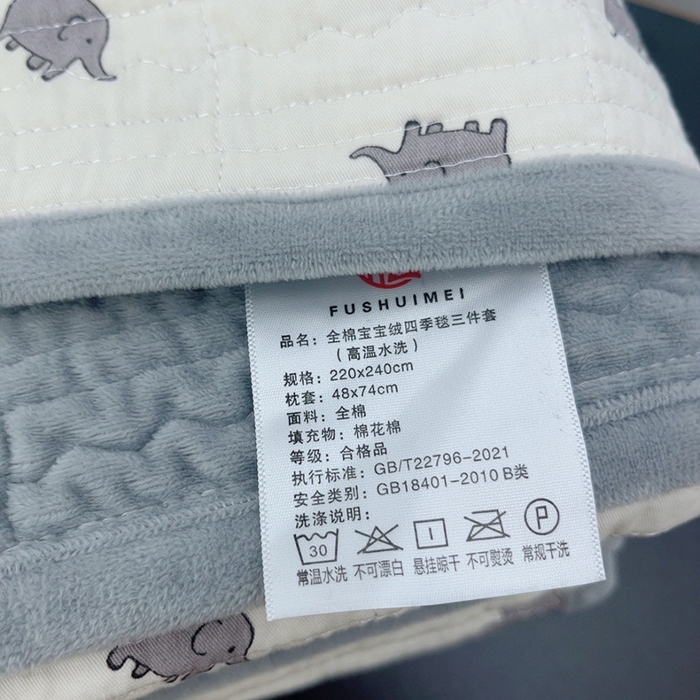 FUSHUIMEI
品名：全棉宝宝绒四季毯三件套
（高温水洗）
规格：220x240cm
枕套：48x74cm
面料：全棉
填充物：棉花棉
等级：合格品
执行标准：GB/T22796-2021
安全类别：GB18401-2010 B类
洗涤说明：
30 P
常温水洗 不可漂白 悬挂晾干 不可熨烫 常规干洗